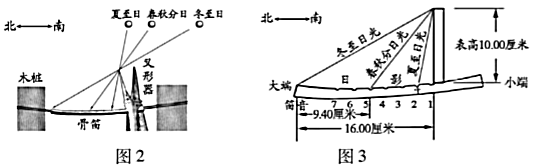 夏至日 春秋分日 冬至日
北←→南
木桩
叉形器
骨笛
图2
北←→南
冬至日光
春秋分日光
夏至日光
表高10.00厘米
大端
日 影
小端
笛音 7 6 5 4 3 2 1
9.40厘米
16.00厘米
图3